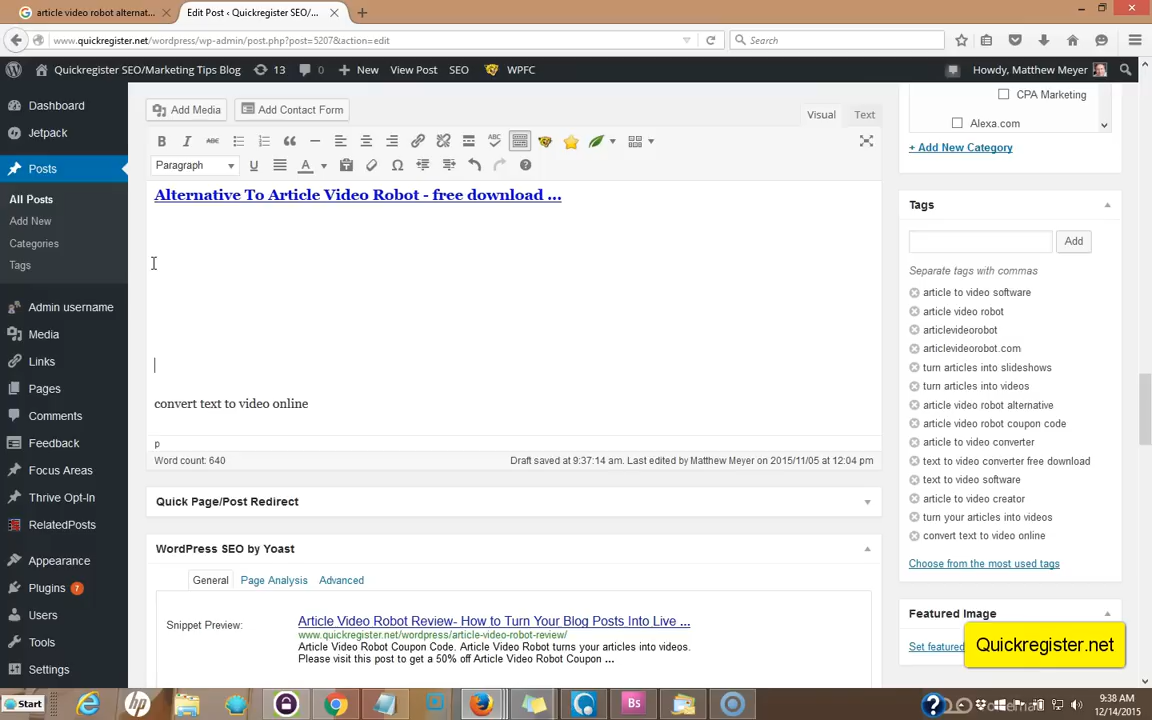 article video robot alternat...
Edit Post ‹ Quickregister SEO/...
www.quickregister.net/wordpress/wp-admin/post.php?post=5207&action=edit
Search
Quickregister SEO/Marketing Tips Blog
13
0
New
View Post
SEO
WPFC
Howdy, Matthew Meyer
Dashboard
Jetpack
Posts
All Posts
Add New
Categories
Tags
Admin username
Media
Links
Pages
Comments
Feedback
Focus Areas
Thrive Opt-In
RelatedPosts
Appearance
Plugins 7
Users
Tools
Settings
Add Media
Add Contact Form
Visual
Text
B
I
ABC
ABC
Paragraph
U
A
Ω
Alternative To Article Video Robot - free download ...
convert text to video online
p
Word count: 640
Draft saved at 9:37:14 am. Last edited by Matthew Meyer on 2015/11/05 at 12:04 pm
Quick Page/Post Redirect
WordPress SEO by Yoast
General
Page Analysis
Advanced
Snippet Preview:
Article Video Robot Review- How to Turn Your Blog Posts Into Live ...
www.quickregister.net/wordpress/article-video-robot-review/
Article Video Robot Coupon Code. Article Video Robot turns your articles into videos.
Please visit this post to get a 50% off Article Video Robot Coupon ...
CPA Marketing
Alexa.com
+ Add New Category
Tags
Add
Separate tags with commas
article to video software
article video robot
articlevideorobot
articlevideorobot.com
turn articles into slideshows
turn articles into videos
article video robot alternative
article video robot coupon code
article to video converter
text to video converter free download
text to video software
article to video creator
turn your articles into videos
convert text to video online
Choose from the most used tags
Featured Image
Set featured
Quickregister.net
Start
Bs
9:38 AM
12/14/2015